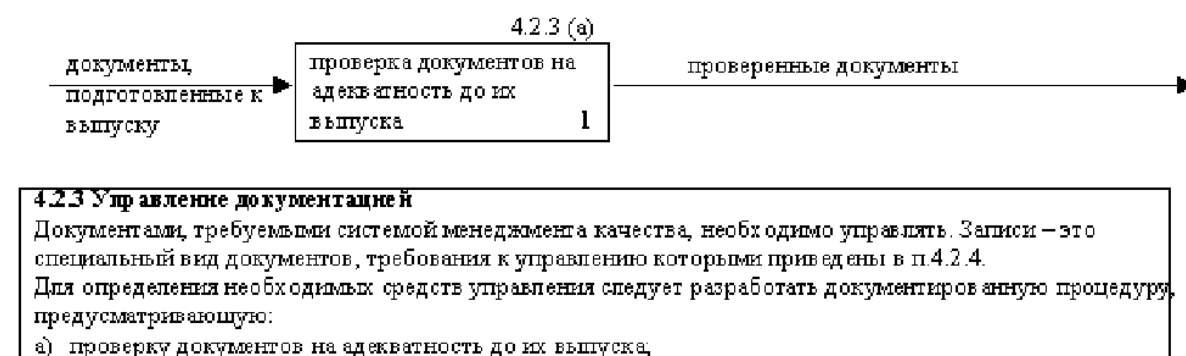 4.2.3 (а)
документы,
подготовленные к
выпуску
проверка документов на
адекватность до их
выпуска 1
проверенные документы
4.2.3 Управление документацией
Документами, требуемыми системой менеджмента качества, необходимо управлять. Записи – это
специальный вид документов, требования к управлению которыми приведены в п.4.2.4.
Для определения необходимых средств управления следует разработать документированную процедуру,
предусматривающую:
а) проверку документов на адекватность до их выпуска;